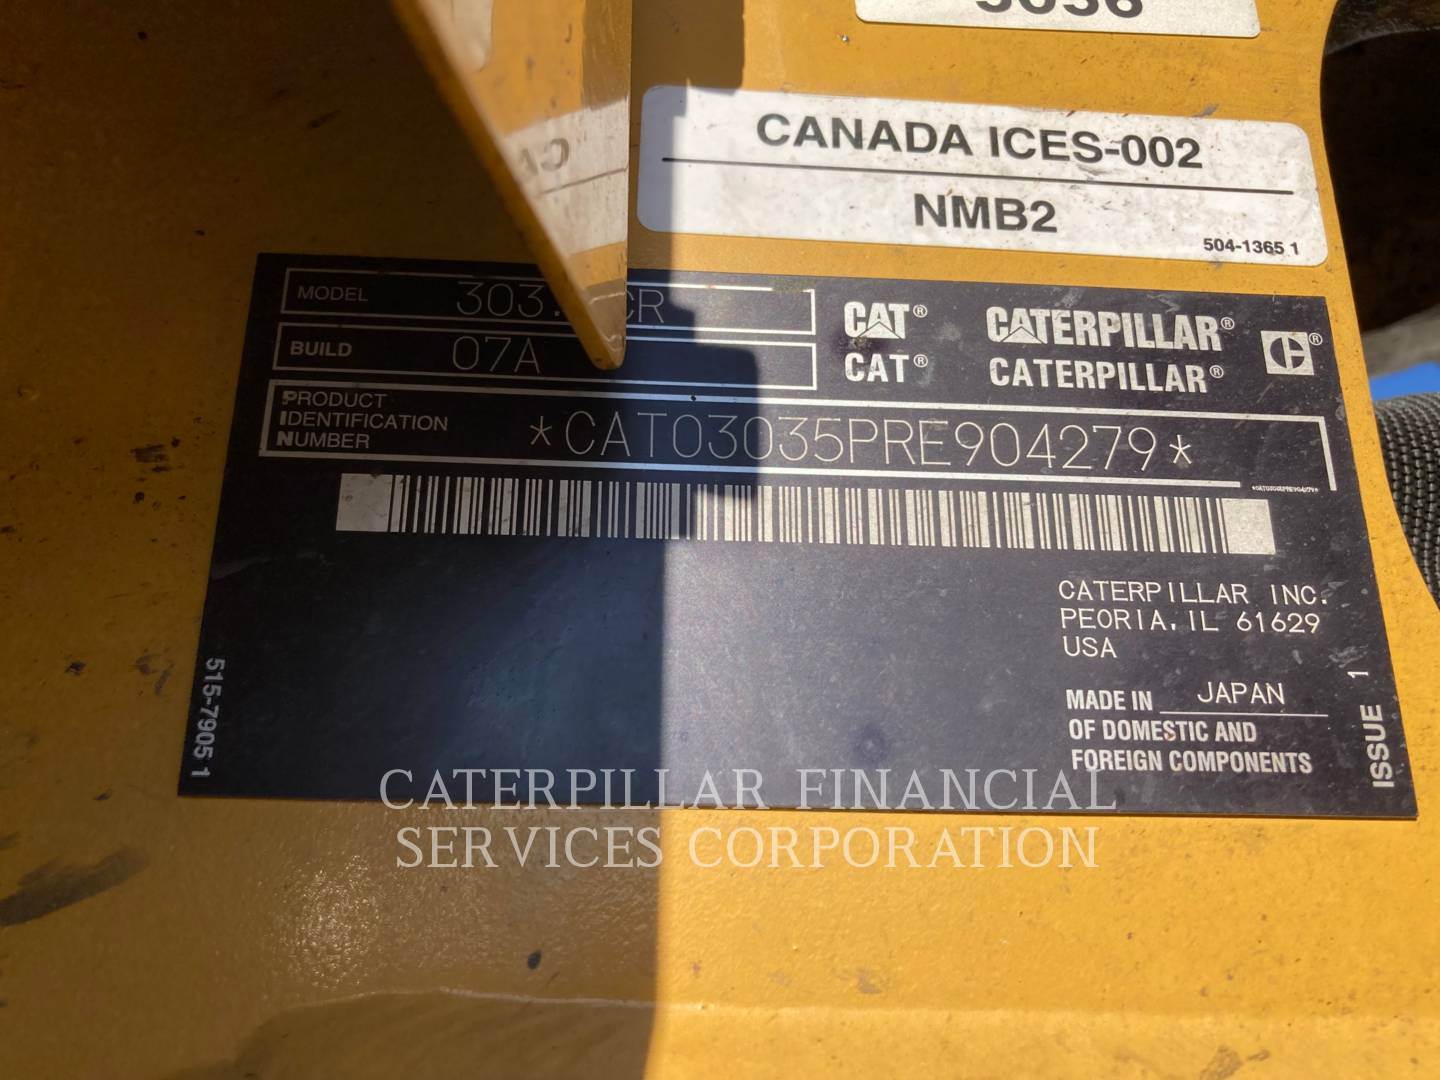 CANADA ICES-002
NMB2
504-1365 1
MODEL
BUILD 07A
CAT® CATERPILLAR®
CAT® CATERPILLAR®
PRODUCT
IDENTIFICATION
NUMBER
*CAT03035PRE904279*
CATERPILLAR INC.
PEORIA, IL 61629
USA
MADE IN JAPAN
OF DOMESTIC AND
FOREIGN COMPONENTS
515-7905 1
ISSUE 1
CATERPILLAR FINANCIAL
SERVICES CORPORATION